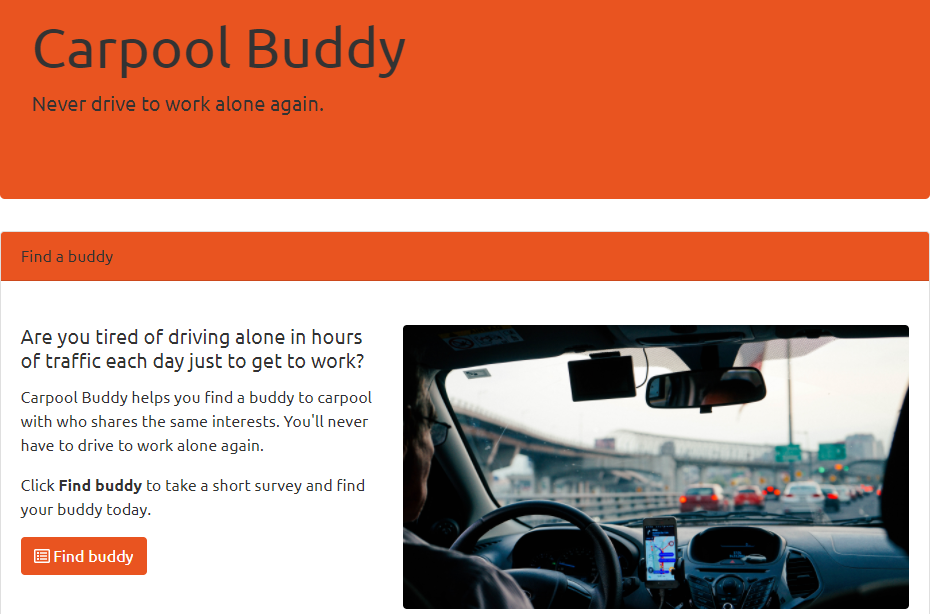 Carpool Buddy
Never drive to work alone again.
Find a buddy
Are you tired of driving alone in hours
of traffic each day just to get to work?
Carpool Buddy helps you find a buddy to carpool
with who shares the same interests. You'll never
have to drive to work alone again.
Click Find buddy to take a short survey and find
your buddy today.
Find buddy